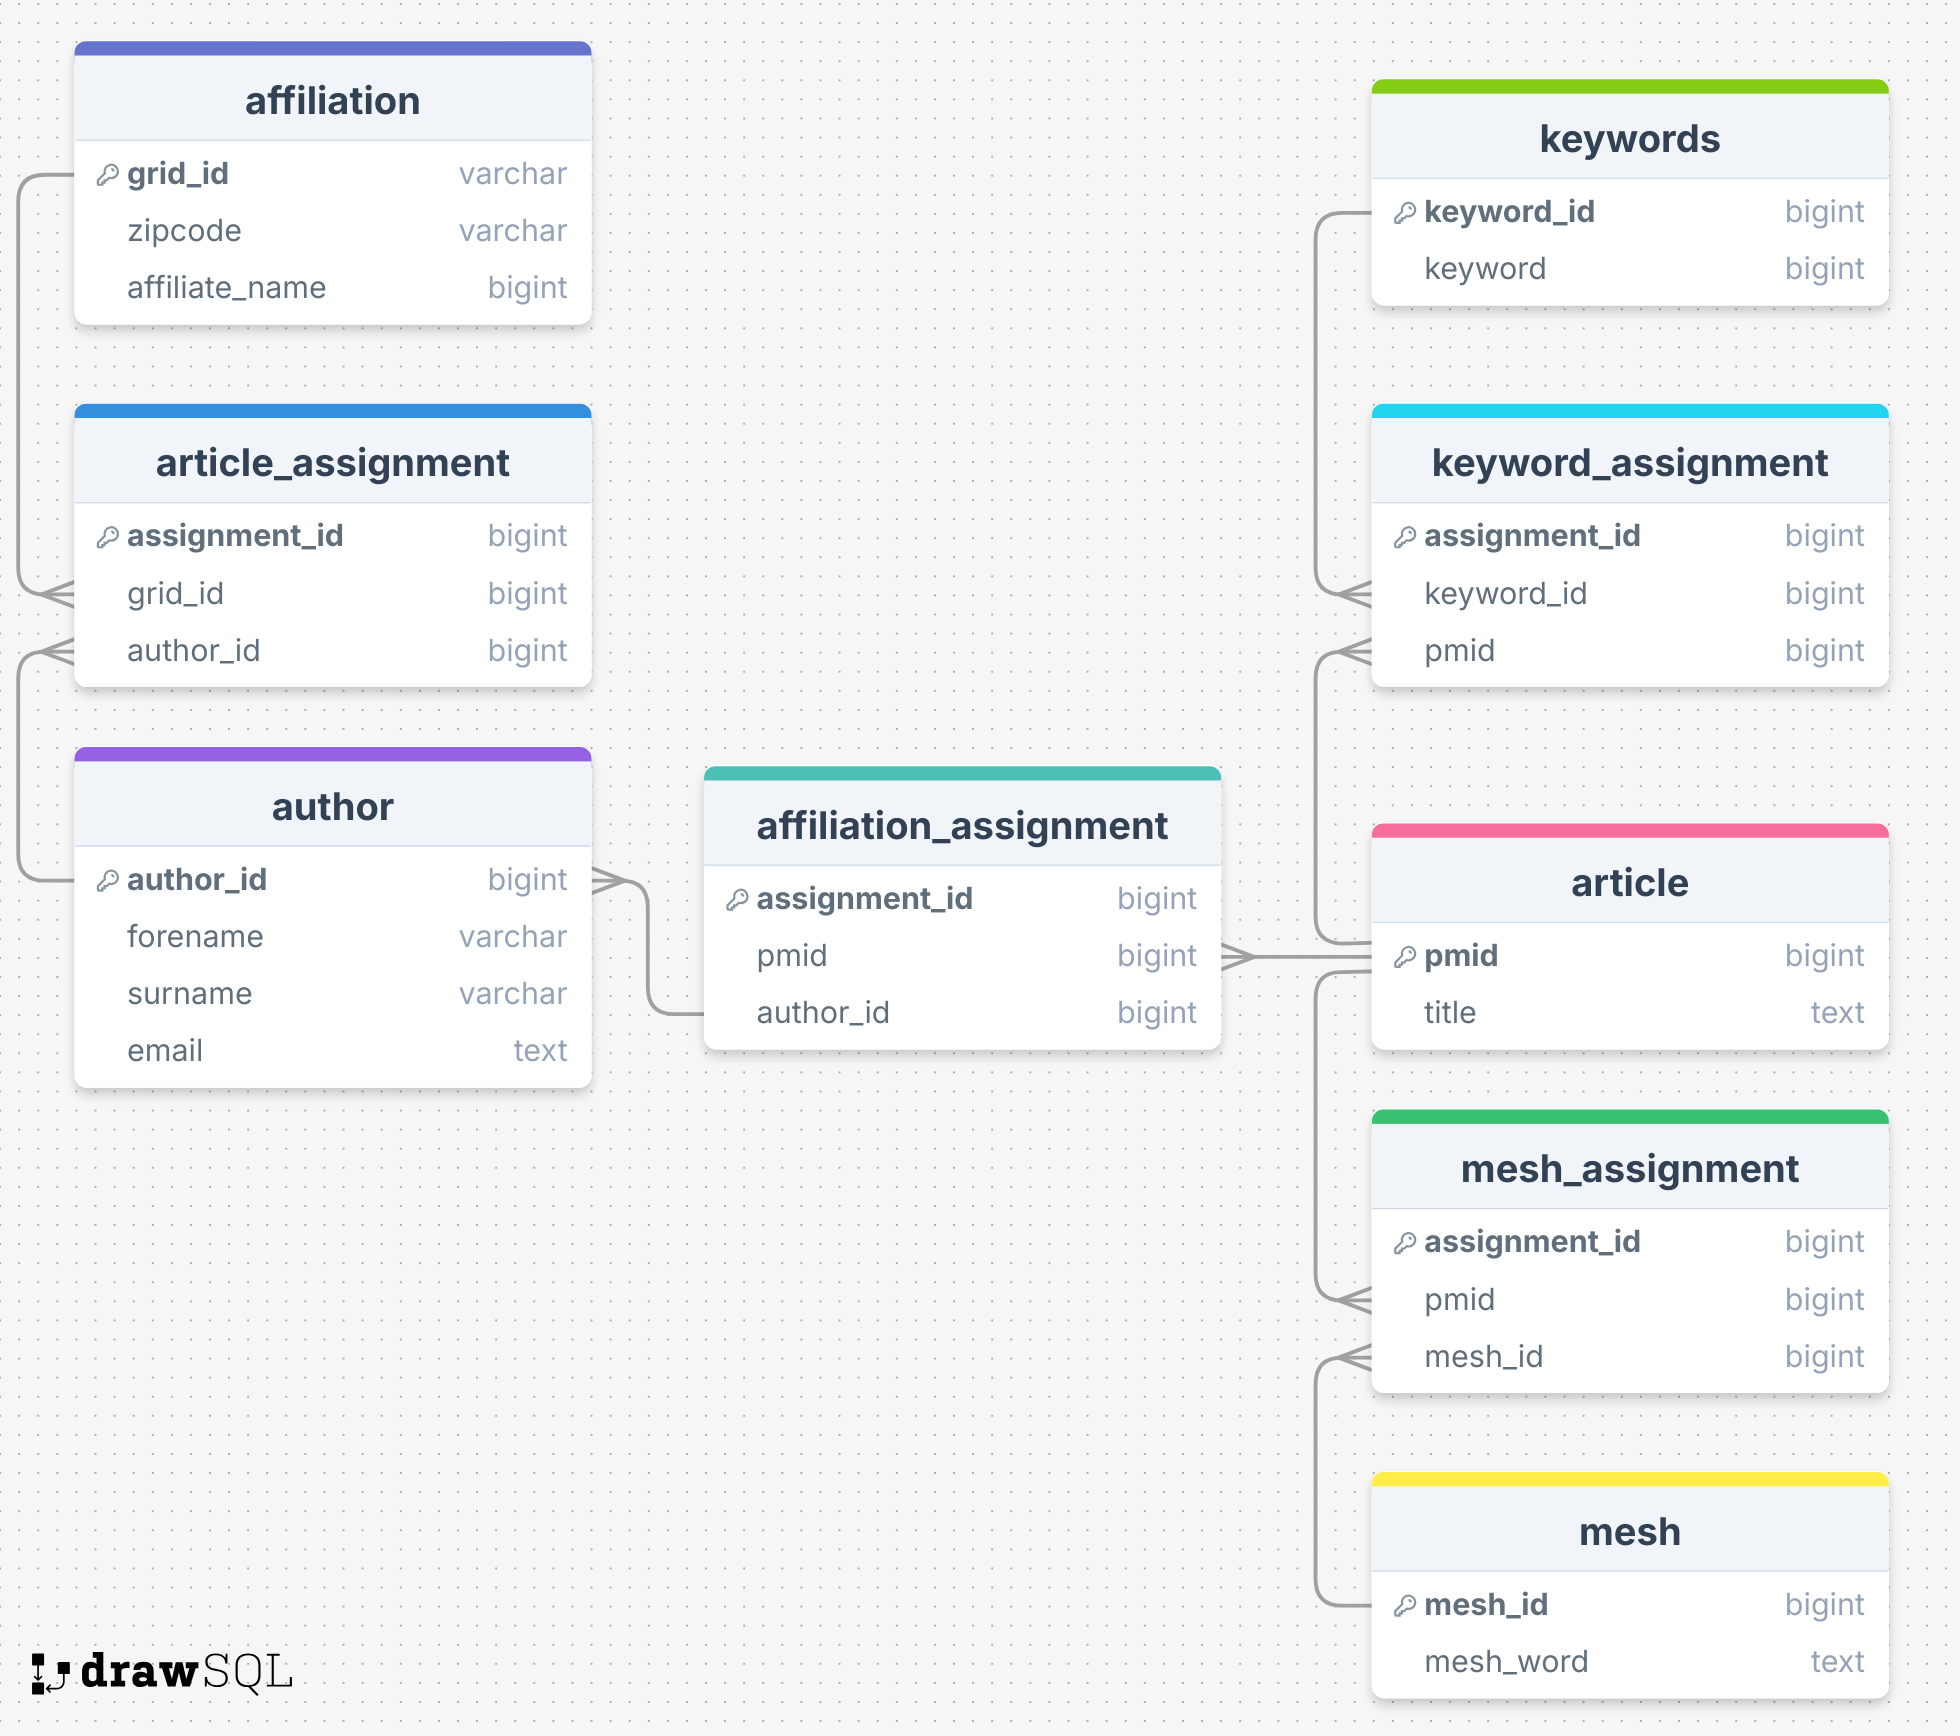 affiliation
grid_id varchar
zipcode varchar
affiliate_name bigint
article_assignment
assignment_id bigint
grid_id bigint
author_id bigint
author
author_id bigint
forename varchar
surname varchar
email text
affiliation_assignment
assignment_id bigint
pmid bigint
author_id bigint
keywords
keyword_id bigint
keyword bigint
keyword_assignment
assignment_id bigint
keyword_id bigint
pmid bigint
article
pmid bigint
title text
mesh_assignment
assignment_id bigint
pmid bigint
mesh_id bigint
mesh
mesh_id bigint
mesh_word text
drawSQL